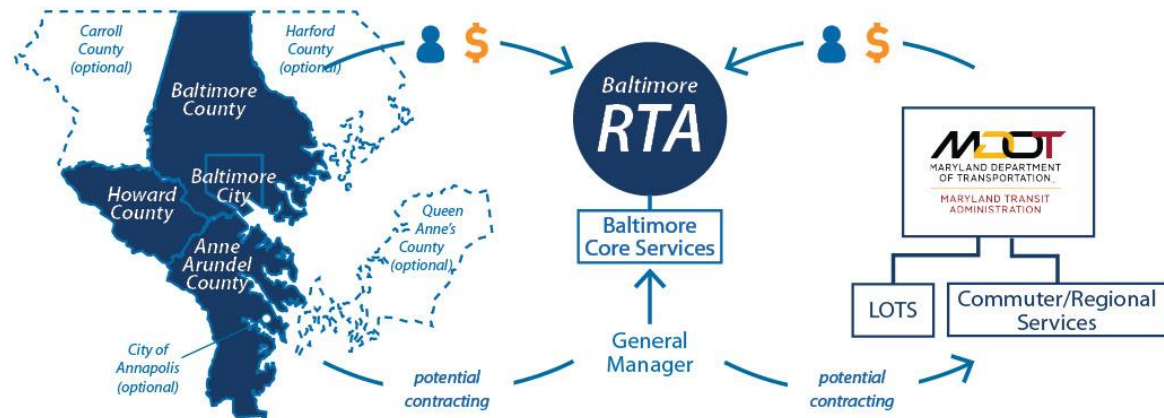 Carroll
County
(optional)
Harford
County
(optional)
Baltimore
County
Baltimore
City
Howard
County
Anne
Arundel
County
Queen
Anne's
County
(optional)
City of
Annapolis
(optional)
$
Baltimore
RTA
Baltimore
Core Services
General
Manager
potential
contracting
$
MDOT
MARYLAND DEPARTMENT
OF TRANSPORTATION
MARYLAND TRANSIT
ADMINISTRATION
LOTS
Commuter/Regional
Services
potential
contracting